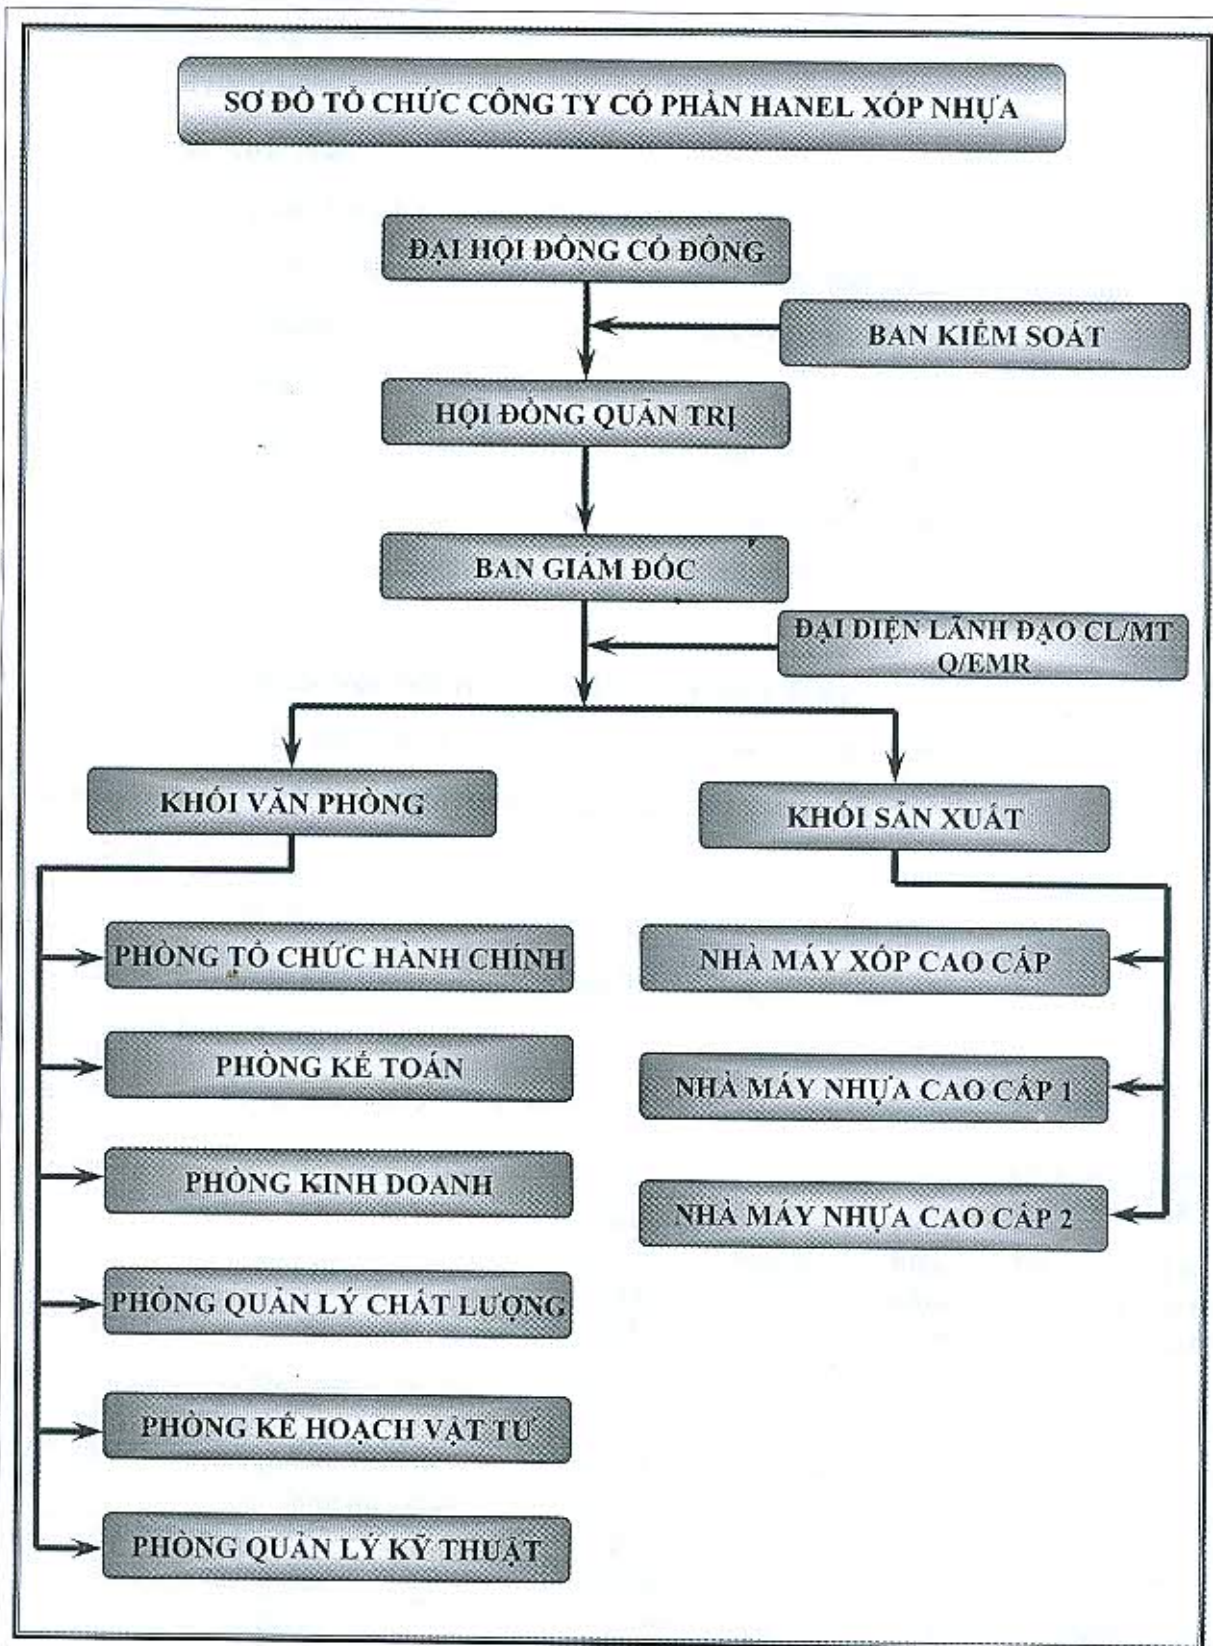 SƠ ĐỒ TỔ CHỨC CÔNG TY CỔ PHẦN HANEL XỐP NHỰA
ĐẠI HỘI ĐỒNG CỔ ĐÔNG
BAN KIỂM SOÁT
HỘI ĐỒNG QUẢN TRỊ
BAN GIÁM ĐỐC
ĐẠI DIỆN LÃNH ĐẠO CL/MT
Q/EMR
KHỐI VĂN PHÒNG
KHỐI SẢN XUẤT
PHÒNG TỔ CHỨC HÀNH CHÍNH
PHÒNG KẾ TOÁN
PHÒNG KINH DOANH
PHÒNG QUẢN LÝ CHẤT LƯỢNG
PHÒNG KẾ HOẠCH VẬT TƯ
PHÒNG QUẢN LÝ KỸ THUẬT
NHÀ MÁY XỐP CAO CẤP
NHÀ MÁY NHỰA CAO CẤP 1
NHÀ MÁY NHỰA CAO CẤP 2